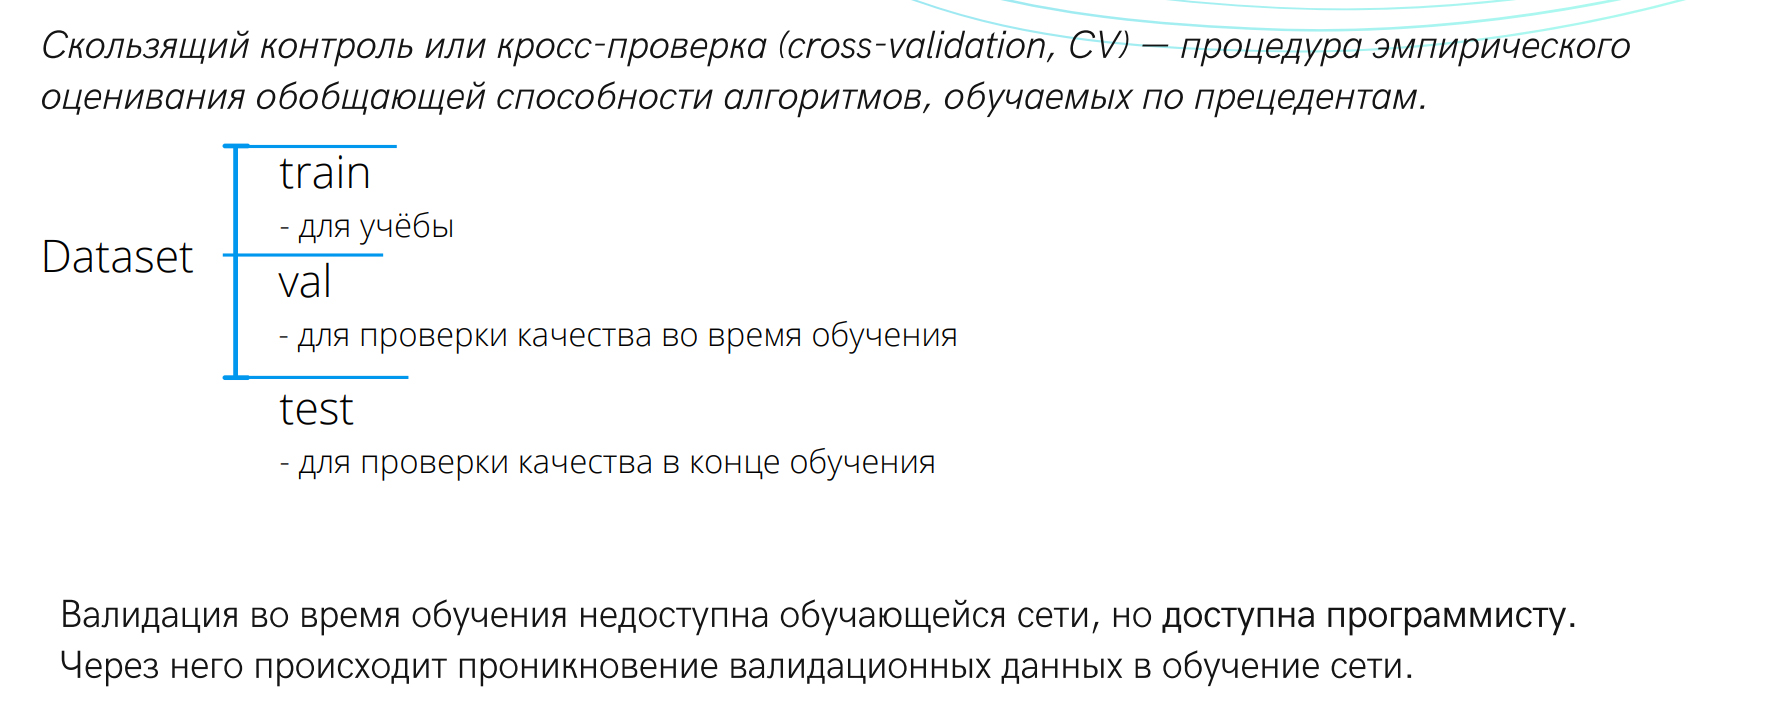 Скользящий контроль или кросс-проверка (cross-validation, CV) — процедура эмпирического
оценивания обобщающей способности алгоритмов, обучаемых по прецедентам.
train
- для учёбы
Dataset
val
- для проверки качества во время обучения
test
- для проверки качества в конце обучения
Валидация во время обучения недоступна обучающейся сети, но доступна программисту.
Через него происходит проникновение валидационных данных в обучение сети.